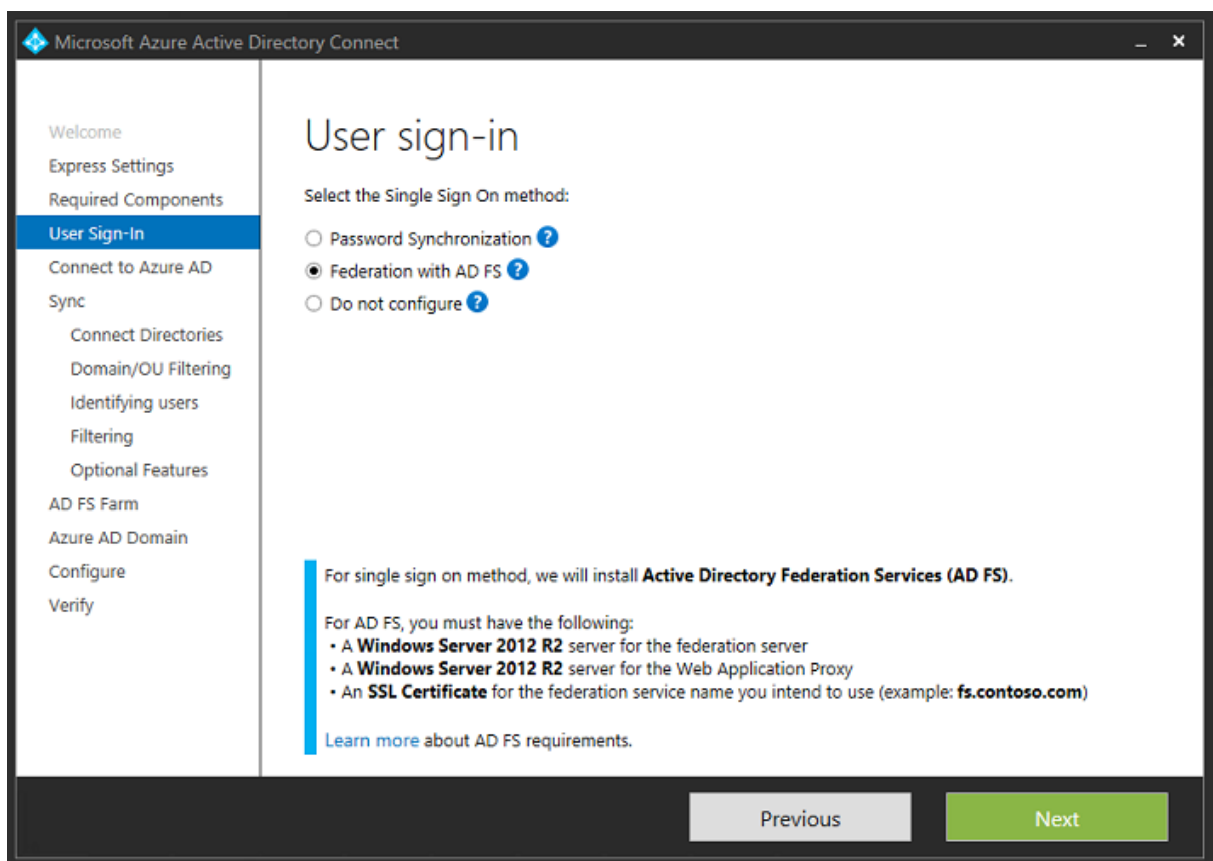 Microsoft Azure Active Directory Connect
Welcome
Express Settings
Required Components
User Sign-In
Connect to Azure AD
Sync
Connect Directories
Domain/OU Filtering
Identifying users
Filtering
Optional Features
AD FS Farm
Azure AD Domain
Configure
Verify
User sign-in
Select the Single Sign On method:
Password Synchronization ?
Federation with AD FS ?
Do not configure ?
For single sign on method, we will install Active Directory Federation Services (AD FS).
For AD FS, you must have the following:
• A Windows Server 2012 R2 server for the federation server
• A Windows Server 2012 R2 server for the Web Application Proxy
• An SSL Certificate for the federation service name you intend to use (example: fs.contoso.com)
Learn more about AD FS requirements.
Previous
Next